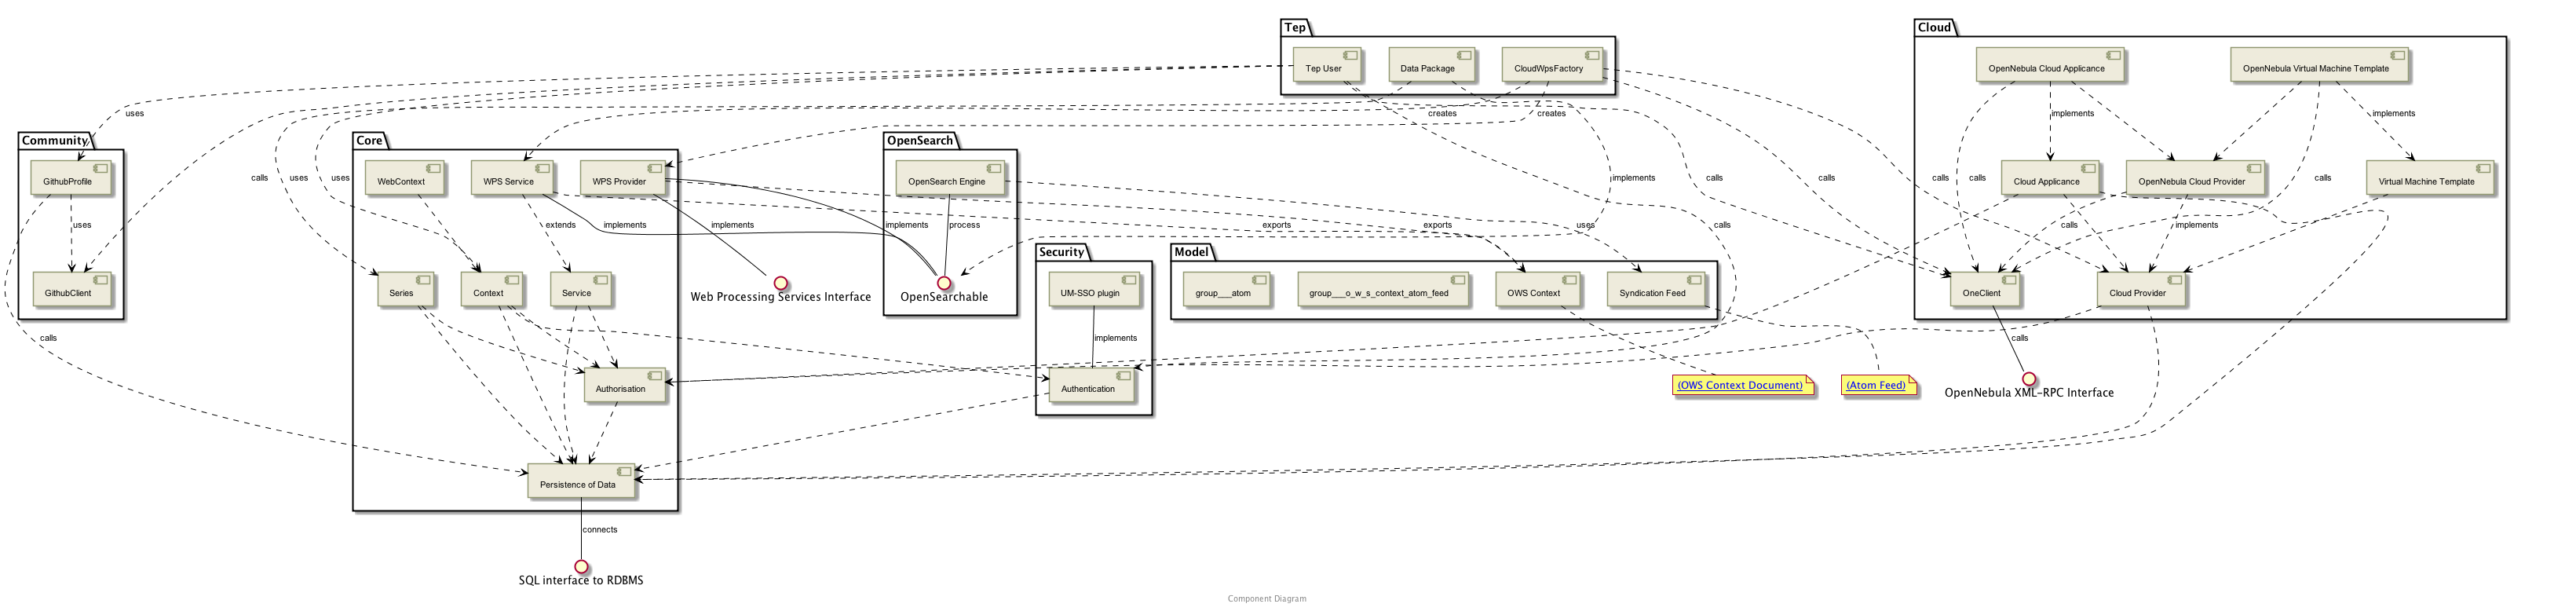 Tep
Cloud
Tep User
Data Package
CloudWpsFactory
OpenNebula Cloud Applicance
OpenNebula Virtual Machine Template
uses
creates
creates
implements
implements
Community
Core
OpenSearch
GithubProfile
WebContext
WPS Service
WPS Provider
OpenSearch Engine
Cloud Applicance
OpenNebula Cloud Provider
Virtual Machine Template
calls
uses
uses
implements
calls
calls
calls
calls
calls
uses
extends
implements
implements
implements
process
exports
exports
uses
calls
calls
implements
Security
Model
GithubClient
Series
Context
Service
Web Processing Services Interface
OpenSearchable
UM-SSO plugin
group___atom
group___o_w_s_context_atom_feed
OWS Context
Syndication Feed
OneClient
Cloud Provider
calls
implements
calls
Authorisation
Authentication
(OWS Context Document)
(Atom Feed)
OpenNebula XML-RPC Interface
Persistence of Data
connects
SQL interface to RDBMS
Component Diagram